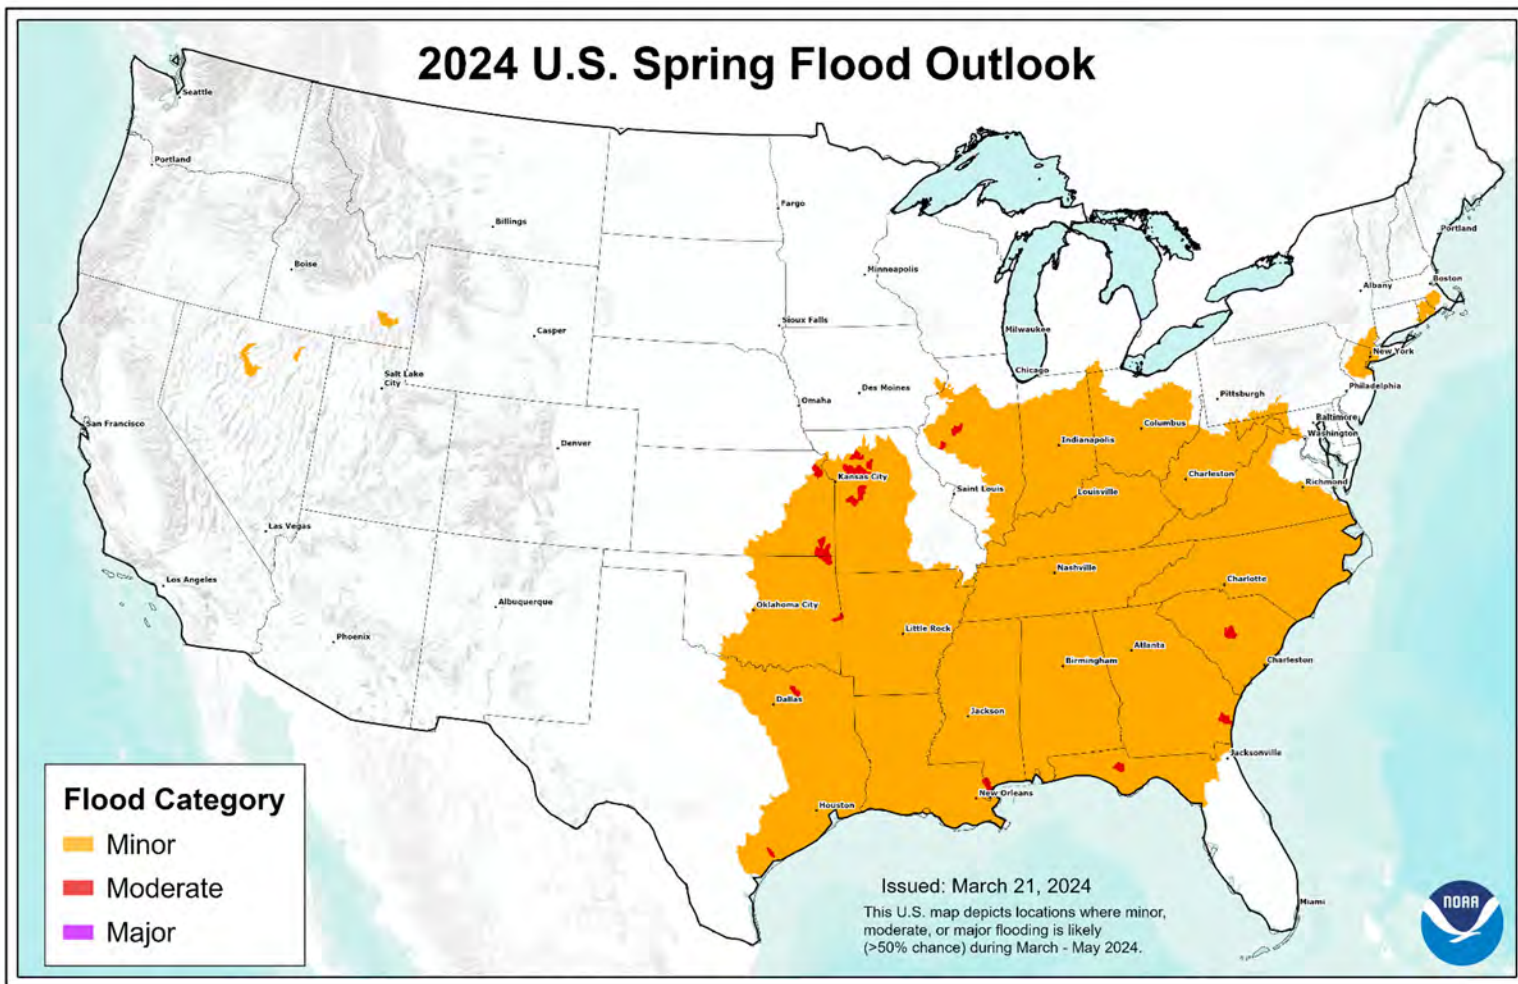 2024 U.S. Spring Flood Outlook
Seattle
Portland
Billings
Fargo
Boise
Minneapolis
Portland
Boston
Albany
Casper
Sioux Falls
Milwaukee
New York
Salt Lake
City
Chicago
Des Moines
Omaha
Pittsburgh
Philadelphia
San Francisco
Denver
Indianapolis
Columbus
Baltimore
Washington
Kansas City
Saint Louis
Louisville
Charleston
Richmond
Las Vegas
Los Angeles
Albuquerque
Phoenix
Oklahoma City
Little Rock
Nashville
Charlotte
Birmingham
Atlanta
Charleston
Dallas
Jackson
Jacksonville
Houston
New Orleans
Miami
Flood Category
Minor
Moderate
Major
Issued: March 21, 2024
This U.S. map depicts locations where minor,
moderate, or major flooding is likely
(>50% chance) during March - May 2024.
NOAA